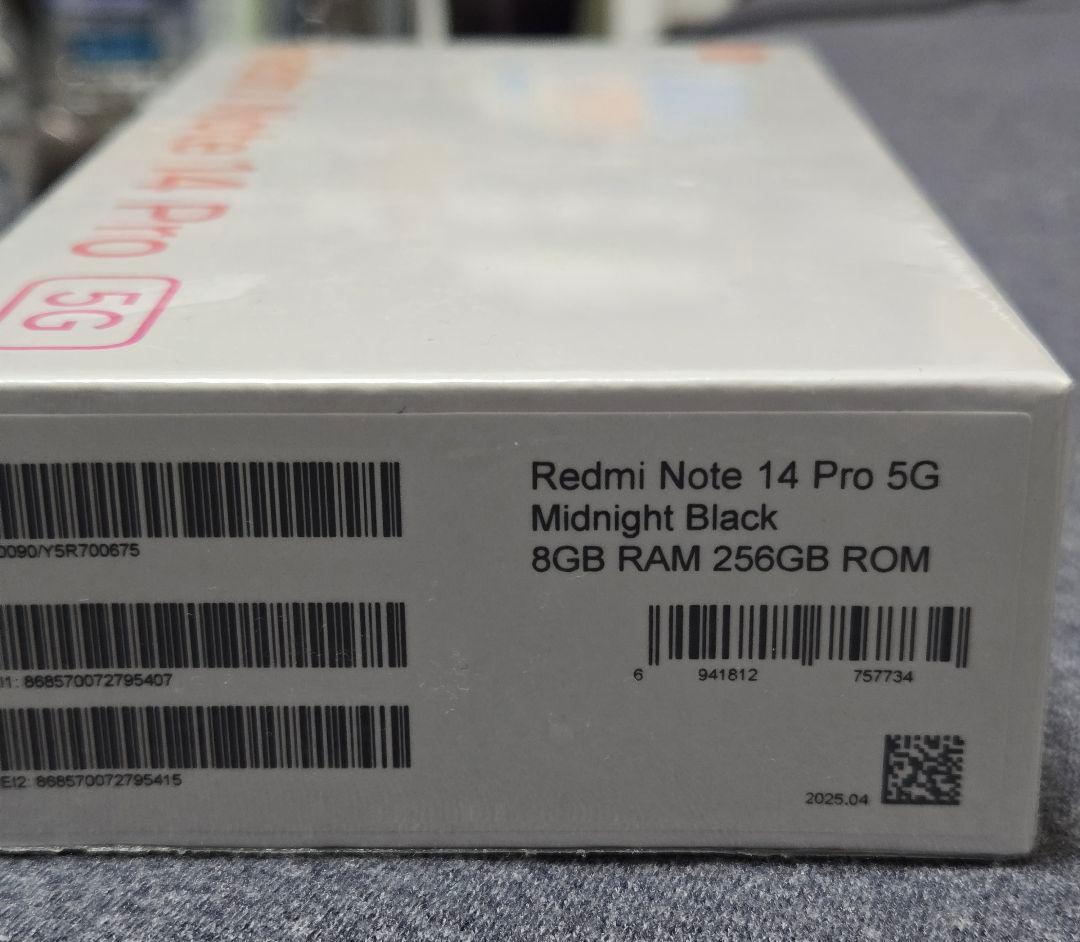 Redmi Note 14 Pro
5G
0090/Y5R700675
I1: 868570072795407
EI2: 868570072795415
Redmi Note 14 Pro 5G
Midnight Black
8GB RAM 256GB ROM
6 941812 757734
2025.04